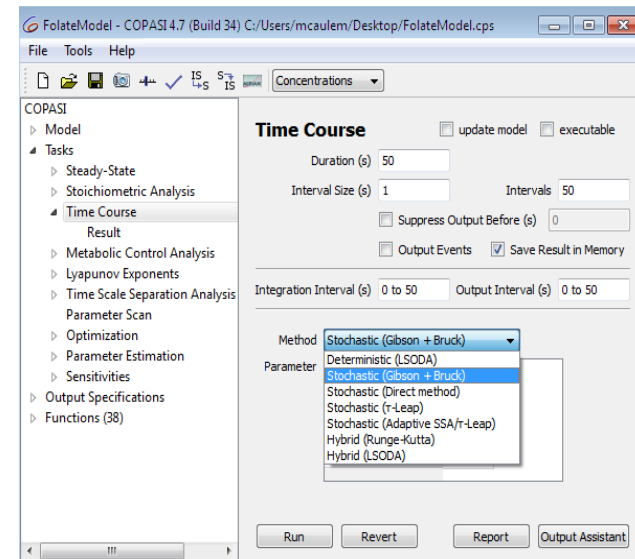 FolateModel - COPASI 4.7 (Build 34) C:/Users/mcaulem/Desktop/FolateModel.cps
File Tools Help
Concentrations
COPASI
Model
Tasks
Steady-State
Stoichiometric Analysis
Time Course
Result
Metabolic Control Analysis
Lyapunov Exponents
Time Scale Separation Analysis
Parameter Scan
Optimization
Parameter Estimation
Sensitivities
Output Specifications
Functions (38)
Time Course
update model executable
Duration (s) 50
Interval Size (s) 1 Intervals 50
Suppress Output Before (s) 0
Output Events Save Result in Memory
Integration Interval (s) 0 to 50 Output Interval (s) 0 to 50
Method Stochastic (Gibson + Bruck)
Parameter
Deterministic (LSODA)
Stochastic (Gibson + Bruck)
Stochastic (Direct method)
Stochastic (τ-Leap)
Stochastic (Adaptive SSA/τ-Leap)
Hybrid (Runge-Kutta)
Hybrid (LSODA)
Run Revert Report Output Assistant